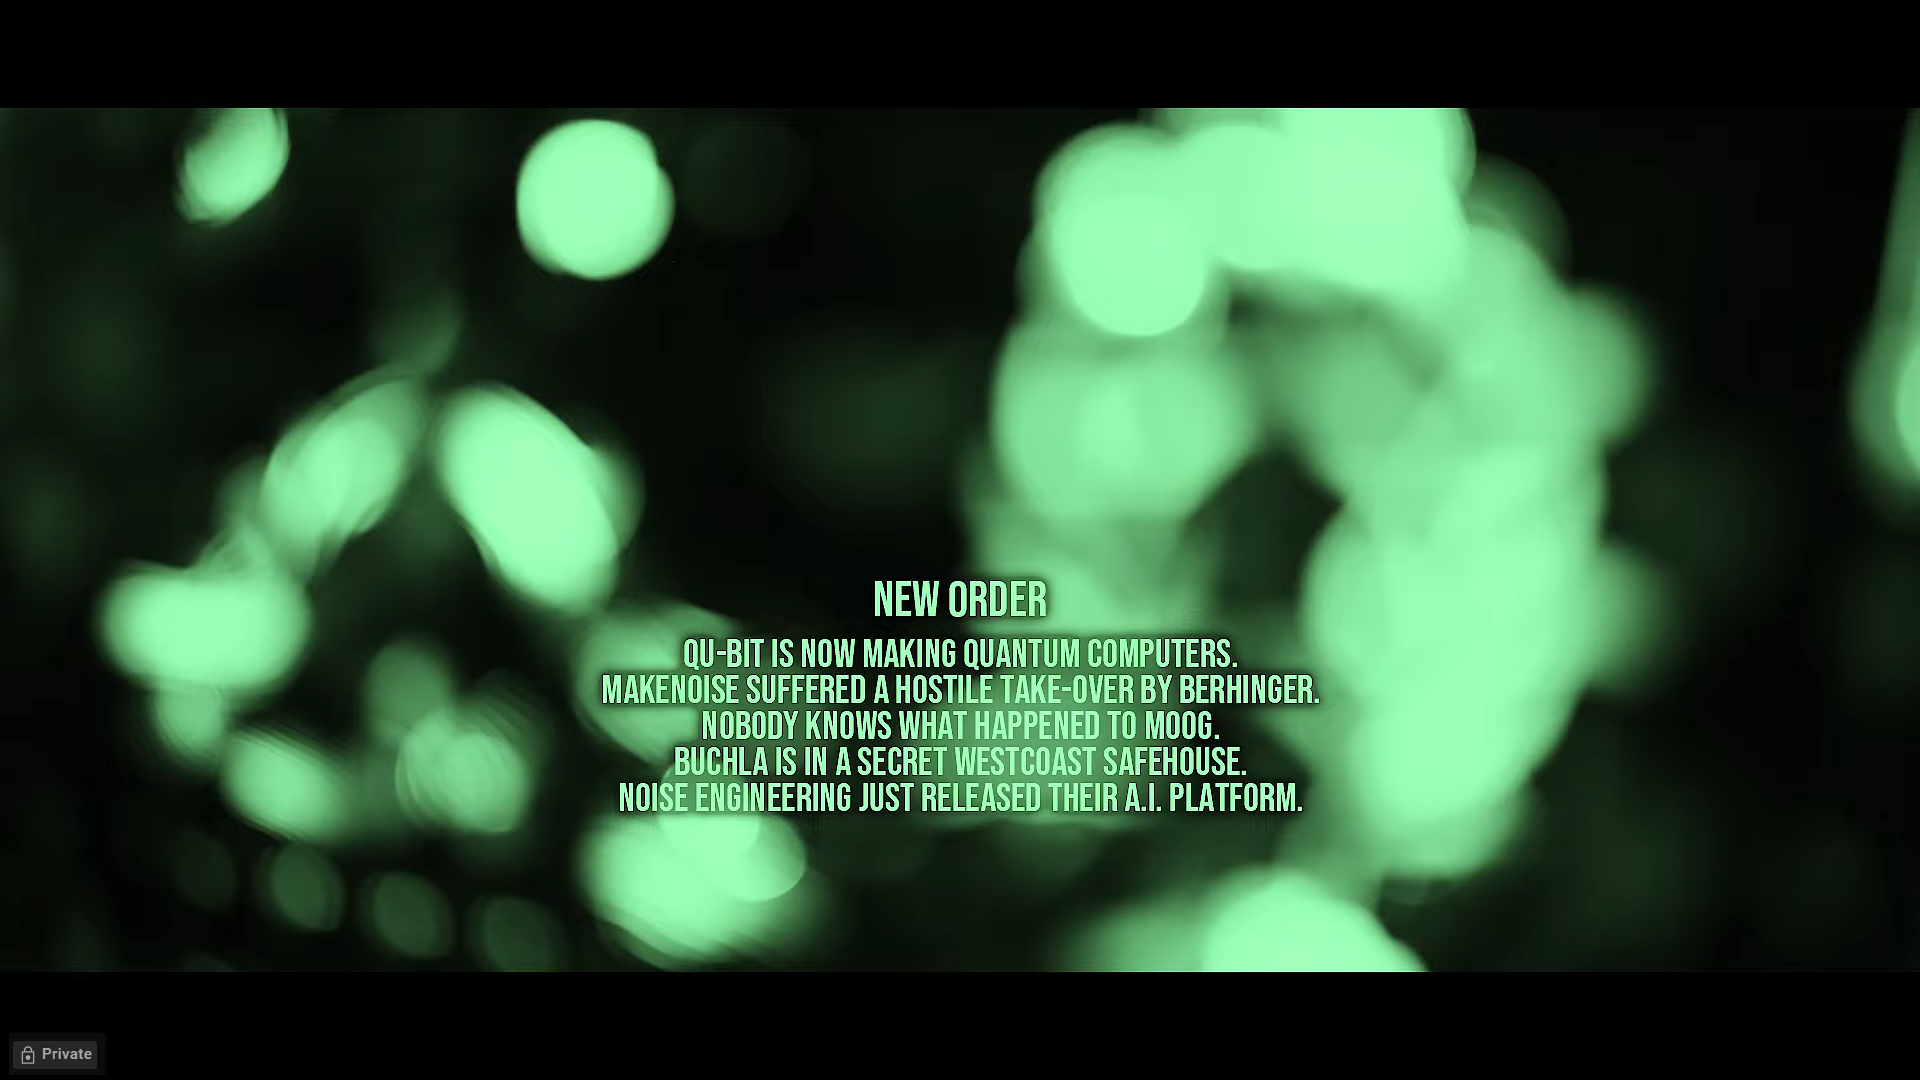 NEW ORDER
QU-BIT IS NOW MAKING QUANTUM COMPUTERS.
MAKENOISE SUFFERED A HOSTILE TAKE-OVER BY BERHINGER.
NOBODY KNOWS WHAT HAPPENED TO MOOG.
BUCHLA IS IN A SECRET WESTCOAST SAFEHOUSE.
NOISE ENGINEERING JUST RELEASED THEIR A.I. PLATFORM.
Private